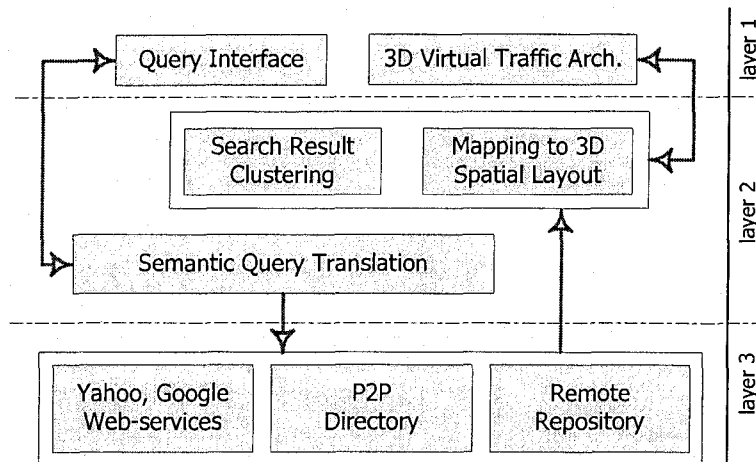 Query Interface
3D Virtual Traffic Arch.
layer 1
Search Result
Clustering
Mapping to 3D
Spatial Layout
layer 2
Semantic Query Translation
Yahoo, Google
Web-services
P2P
Directory
Remote
Repository
layer 3